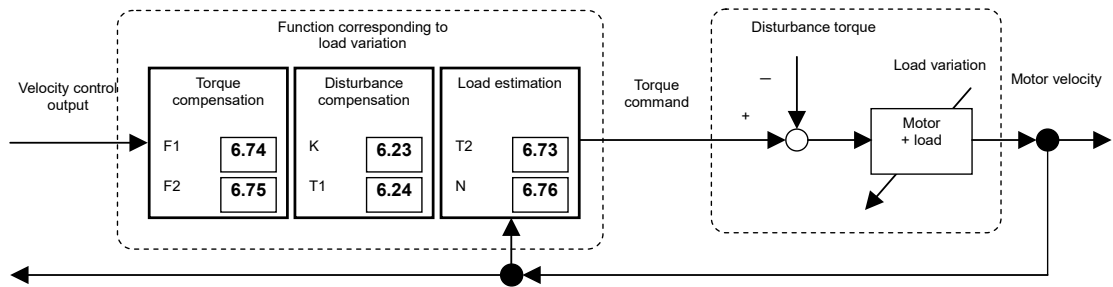 Function corresponding to
load variation
Disturbance torque
Velocity control
output
Torque
compensation
F1 6.74
F2 6.75
Disturbance
compensation
K 6.23
T1 6.24
Load estimation
T2 6.73
N 6.76
Torque
command
+
–
Load variation
Motor
+ load
Motor velocity